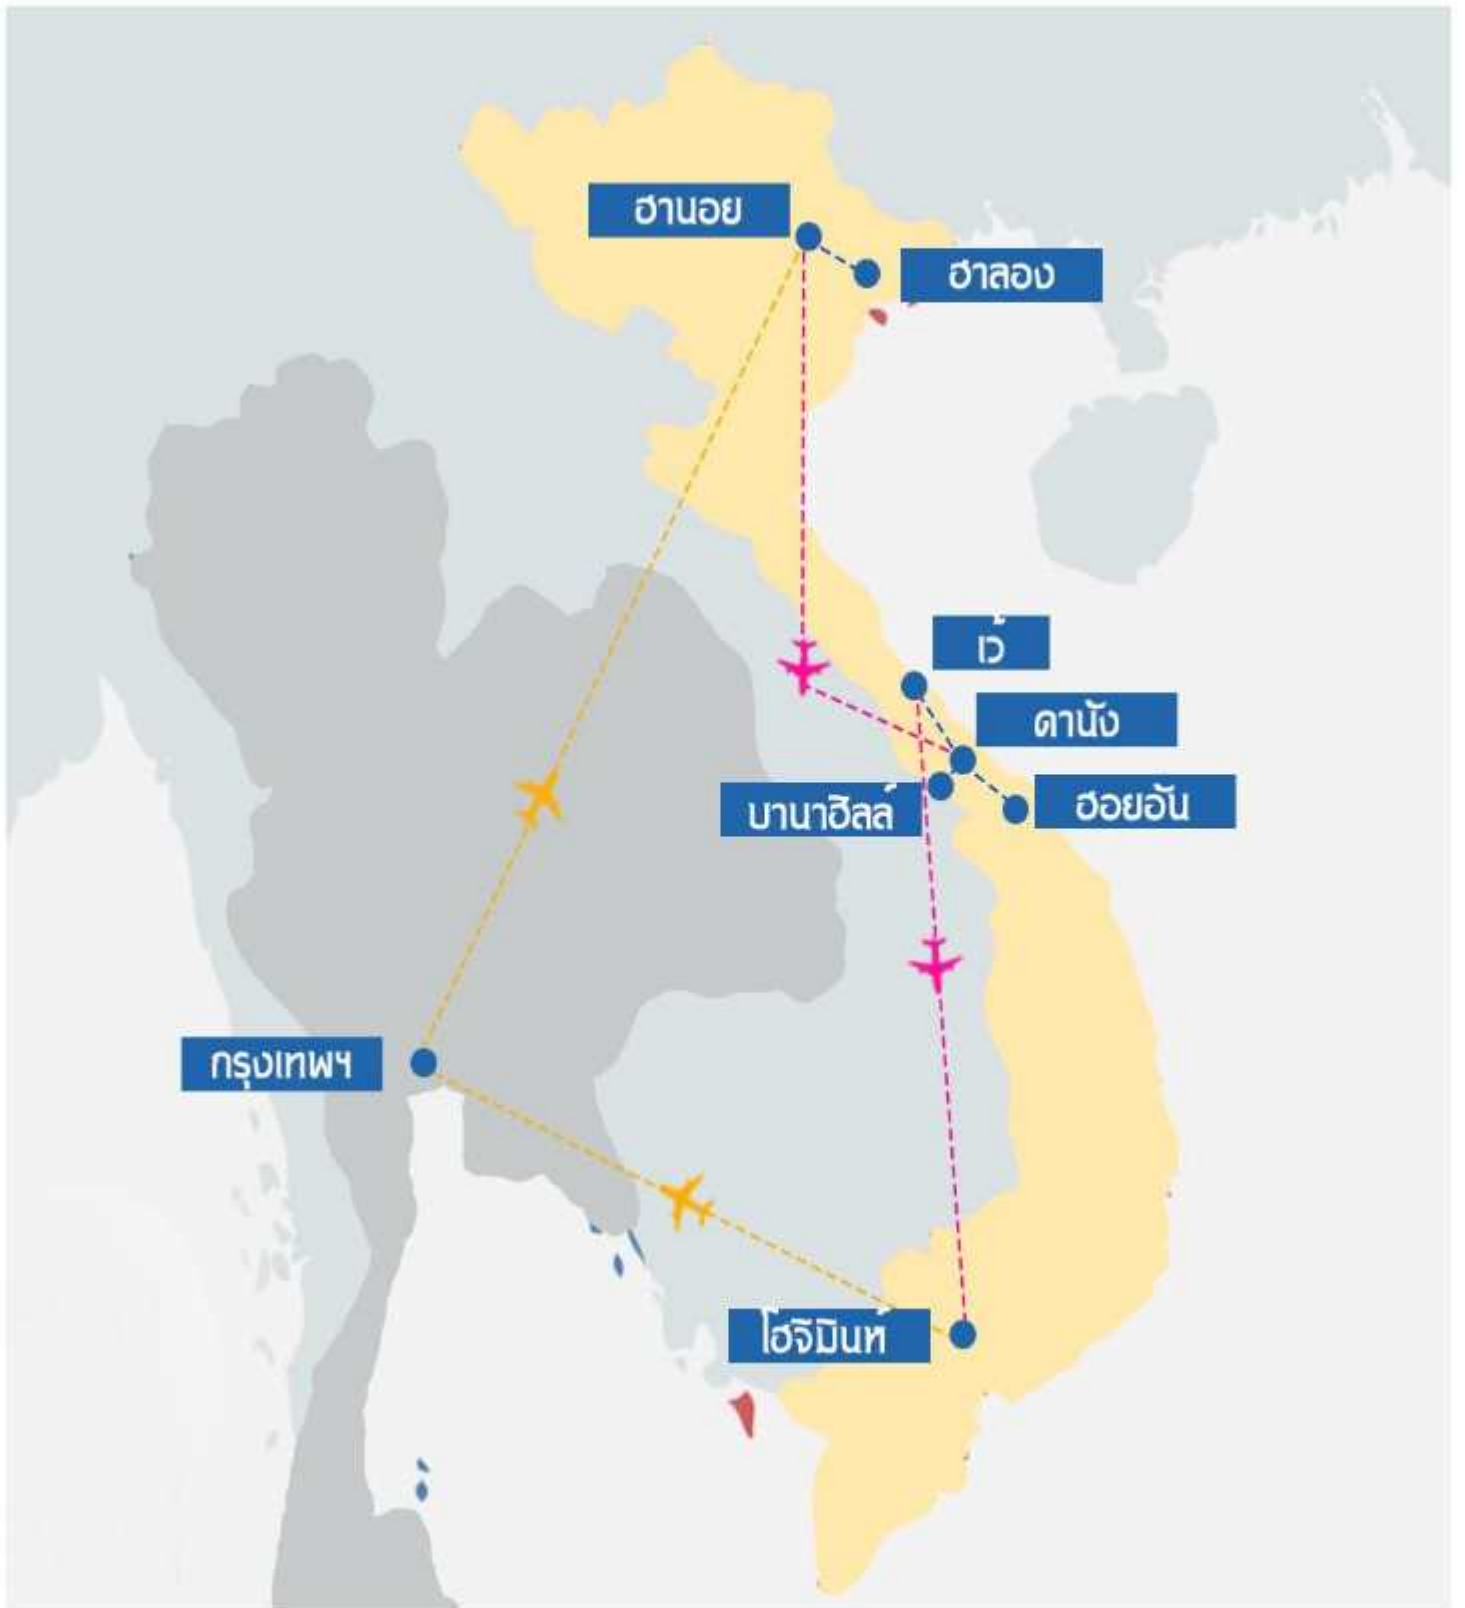 ฮานอย
ฮาลอง
เว้
ดานัง
บานาฮิลล์
ฮอยอัน
กรุงเทพฯ
โฮจิมินห์